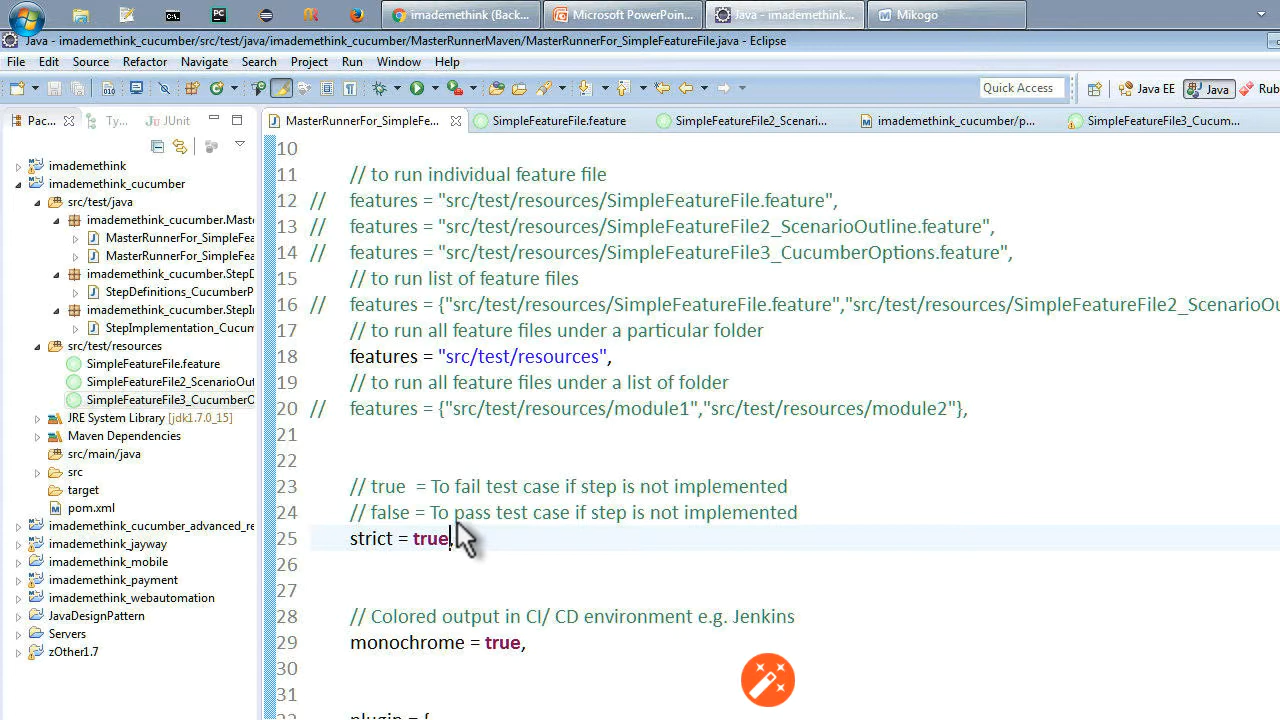 imademethink (Back...
Microsoft PowerPoin...
Java - imademethink...
Mikogo
Java - imademethink_cucumber/src/test/java/imademethink_cucumber/MasterRunnerMaven/MasterRunnerFor_SimpleFeatureFile.java - Eclipse
File Edit Source Refactor Navigate Search Project Run Window Help
Quick Access
Java EE
Java
Rub
Pac...
Ty...
JUnit
MasterRunnerFor_SimpleFe...
SimpleFeatureFile.feature
SimpleFeatureFile2_Scenari...
imademethink_cucumber/p...
SimpleFeatureFile3_Cucum...
imademethink
imademethink_cucumber
src/test/java
imademethink_cucumber.Maste
MasterRunnerFor_SimpleFea
MasterRunnerFor_SimpleFea
imademethink_cucumber.StepD
StepDefinitions_CucumberP
imademethink_cucumber.StepI
StepImplementation_Cucum
src/test/resources
SimpleFeatureFile.feature
SimpleFeatureFile2_ScenarioOut
SimpleFeatureFile3_CucumberO
JRE System Library [jdk1.7.0_15]
Maven Dependencies
src/main/java
src
target
pom.xml
imademethink_cucumber_advanced_re
imademethink_jayway
imademethink_mobile
imademethink_payment
imademethink_webautomation
JavaDesignPattern
Servers
zOther1.7
10
11 // to run individual feature file
12 // features = "src/test/resources/SimpleFeatureFile.feature",
13 // features = "src/test/resources/SimpleFeatureFile2_ScenarioOutline.feature",
14 // features = "src/test/resources/SimpleFeatureFile3_CucumberOptions.feature",
15 // to run list of feature files
16 // features = {"src/test/resources/SimpleFeatureFile.feature","src/test/resources/SimpleFeatureFile2_ScenarioO
17 // to run all feature files under a particular folder
18 features = "src/test/resources",
19 // to run all feature files under a list of folder
20 // features = {"src/test/resources/module1","src/test/resources/module2"},
21
22
23 // true = To fail test case if step is not implemented
24 // false = To pass test case if step is not implemented
25 strict = true,
26
27
28 // Colored output in CI/ CD environment e.g. Jenkins
29 monochrome = true,
30
31
plugin = {